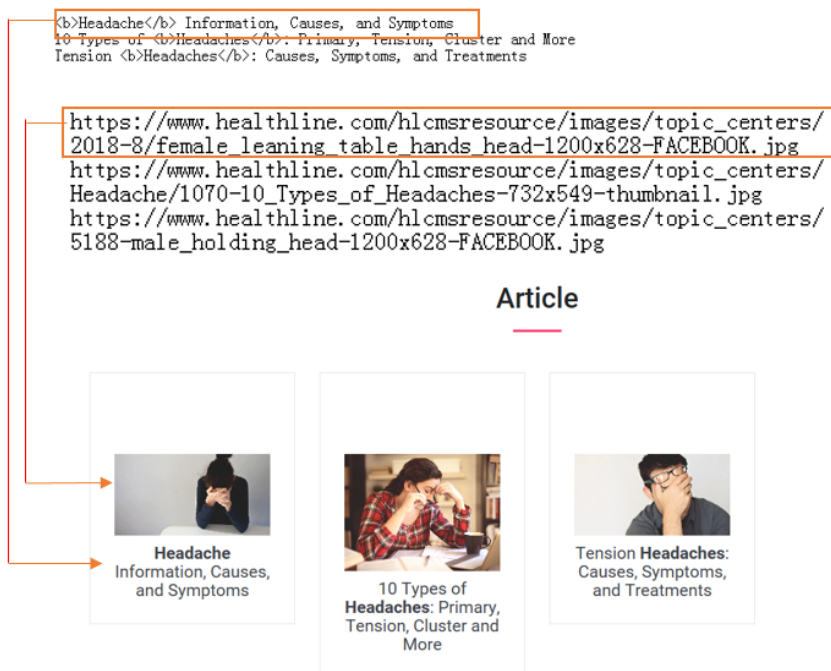 <b>Headache</b> Information, Causes, and Symptoms
10 Types of <b>Headaches</b>: Primary, Tension, Cluster and More
Tension <b>Headaches</b>: Causes, Symptoms, and Treatments
https://www.healthline.com/hlcmsresource/images/topic_centers/
2018-8/female_leaning_table_hands_head-1200x628-FACEBOOK.jpg
https://www.healthline.com/hlcmsresource/images/topic_centers/
Headache/1070-10_Types_of_Headaches-732x549-thumbnail.jpg
https://www.healthline.com/hlcmsresource/images/topic_centers/
5188-male_holding_head-1200x628-FACEBOOK.jpg
Article
Headache
Information, Causes,
and Symptoms
10 Types of
Headaches: Primary,
Tension, Cluster and
More
Tension Headaches:
Causes, Symptoms,
and Treatments